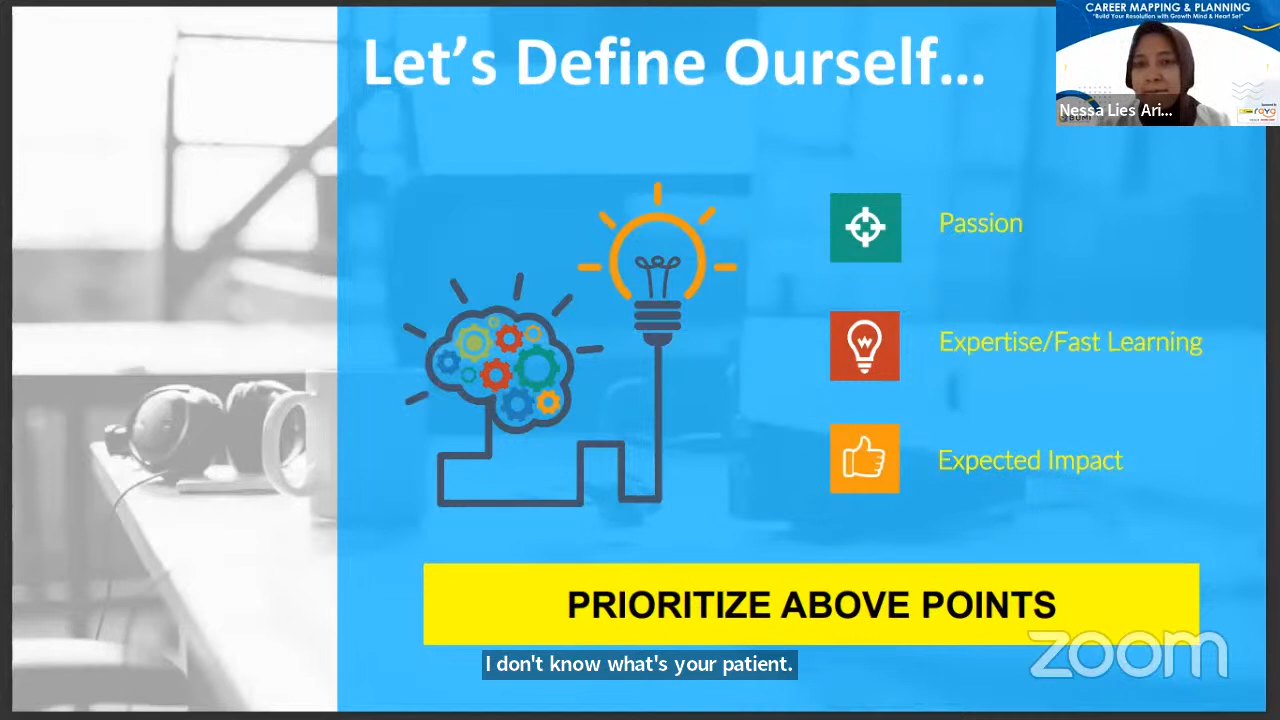 Let's Define Ourself...
CAREER MAPPING & PLANNING
"Build Your Resolution with Growth Mind & Heart Set"
Nessa Lies Ari...
raya
Passion
Expertise/Fast Learning
Expected Impact
PRIORITIZE ABOVE POINTS
zoom
I don't know what's your patient.